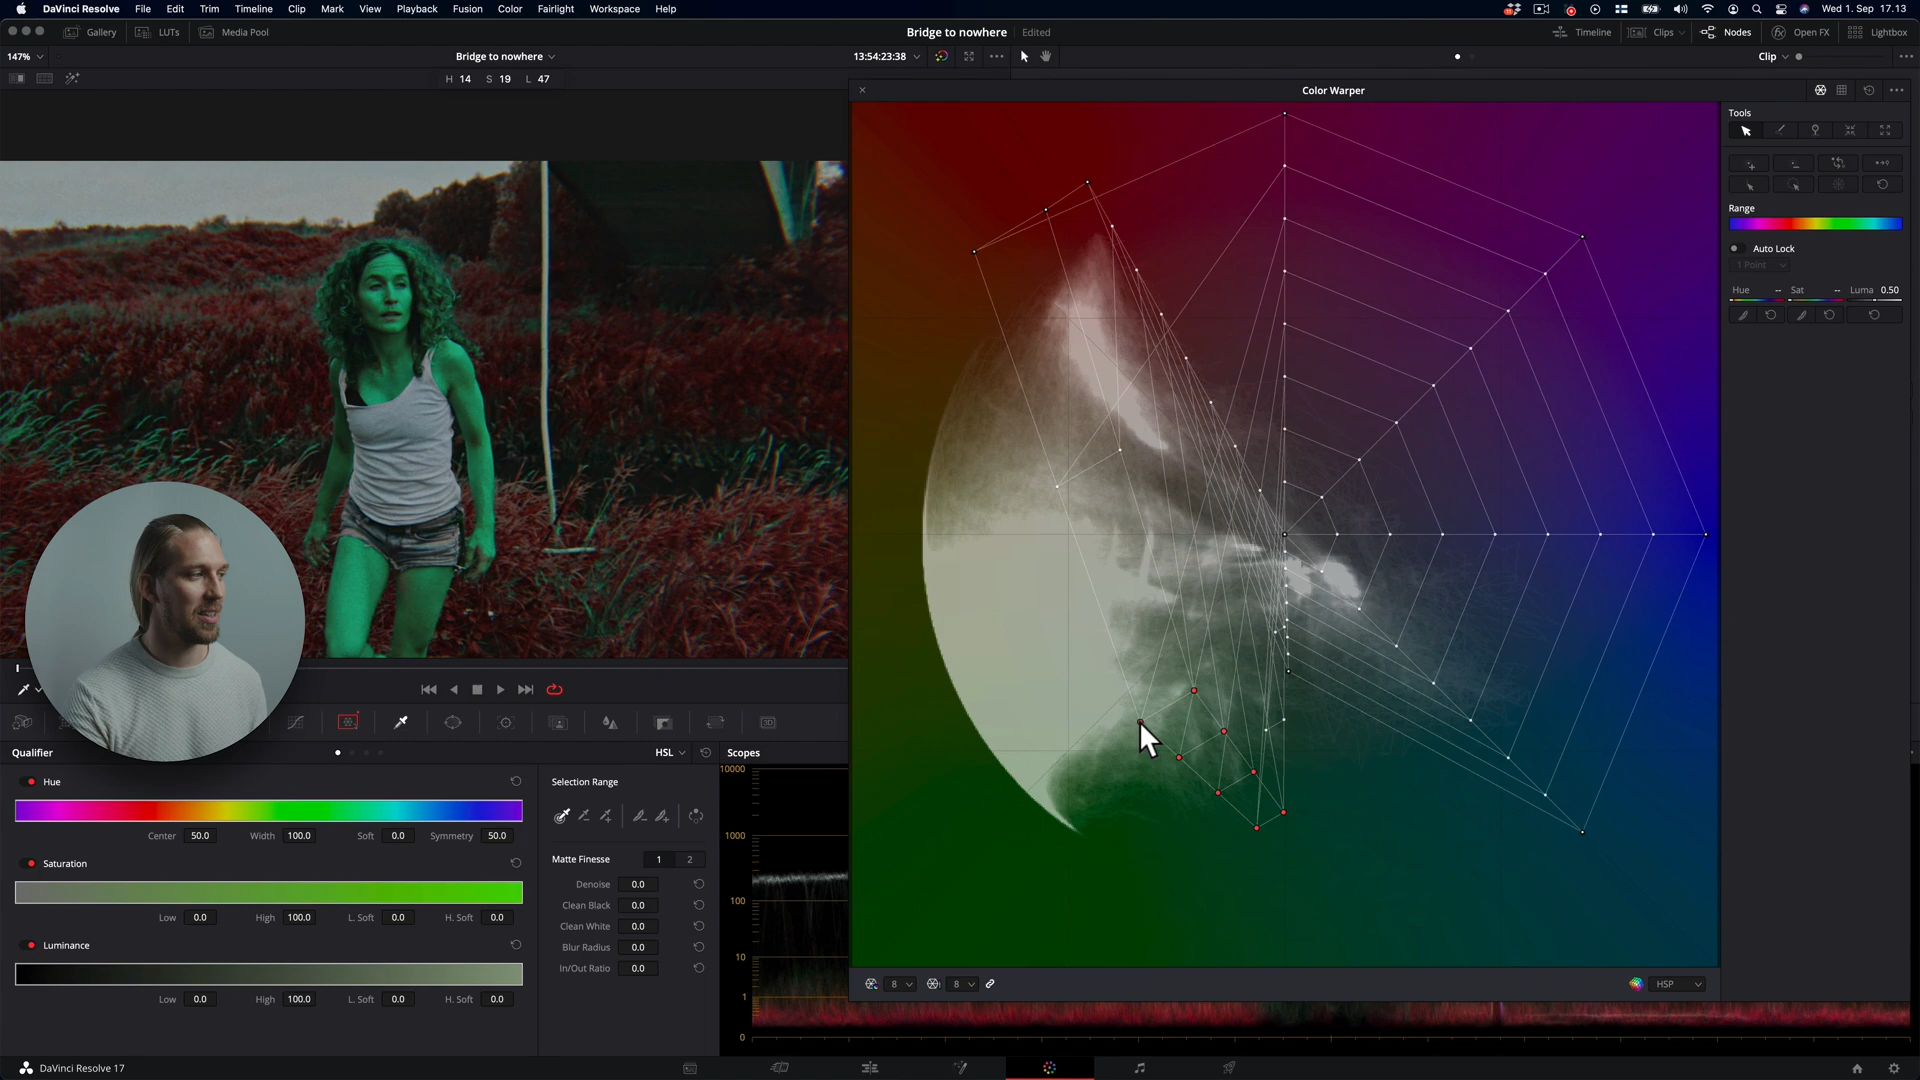 DaVinci Resolve File Edit Trim Timeline Clip Mark View Playback Fusion Color Fairlight Workspace Help
Wed 1. Sep 17.13
Gallery LUTs Media Pool
Bridge to nowhere Edited
Timeline Clips Nodes Open FX Lightbox
147% Bridge to nowhere 13:54:23:38
Clip
H 14 S 19 L 47
Color Warper
Tools
Range
Auto Lock
1 Point
Hue -- Sat -- Luma 0.50
Qualifier HSL
Scopes
Hue
Center 50.0 Width 100.0 Soft 0.0 Symmetry 50.0
Saturation
Low 0.0 High 100.0 L. Soft 0.0 H. Soft 0.0
Luminance
Low 0.0 High 100.0 L. Soft 0.0 H. Soft 0.0
Selection Range
Matte Finesse 1 2
Denoise 0.0
Clean Black 0.0
Clean White 0.0
Blur Radius 0.0
In/Out Ratio 0.0
10000
1000
100
10
1
0
8 8
HSP
DaVinci Resolve 17